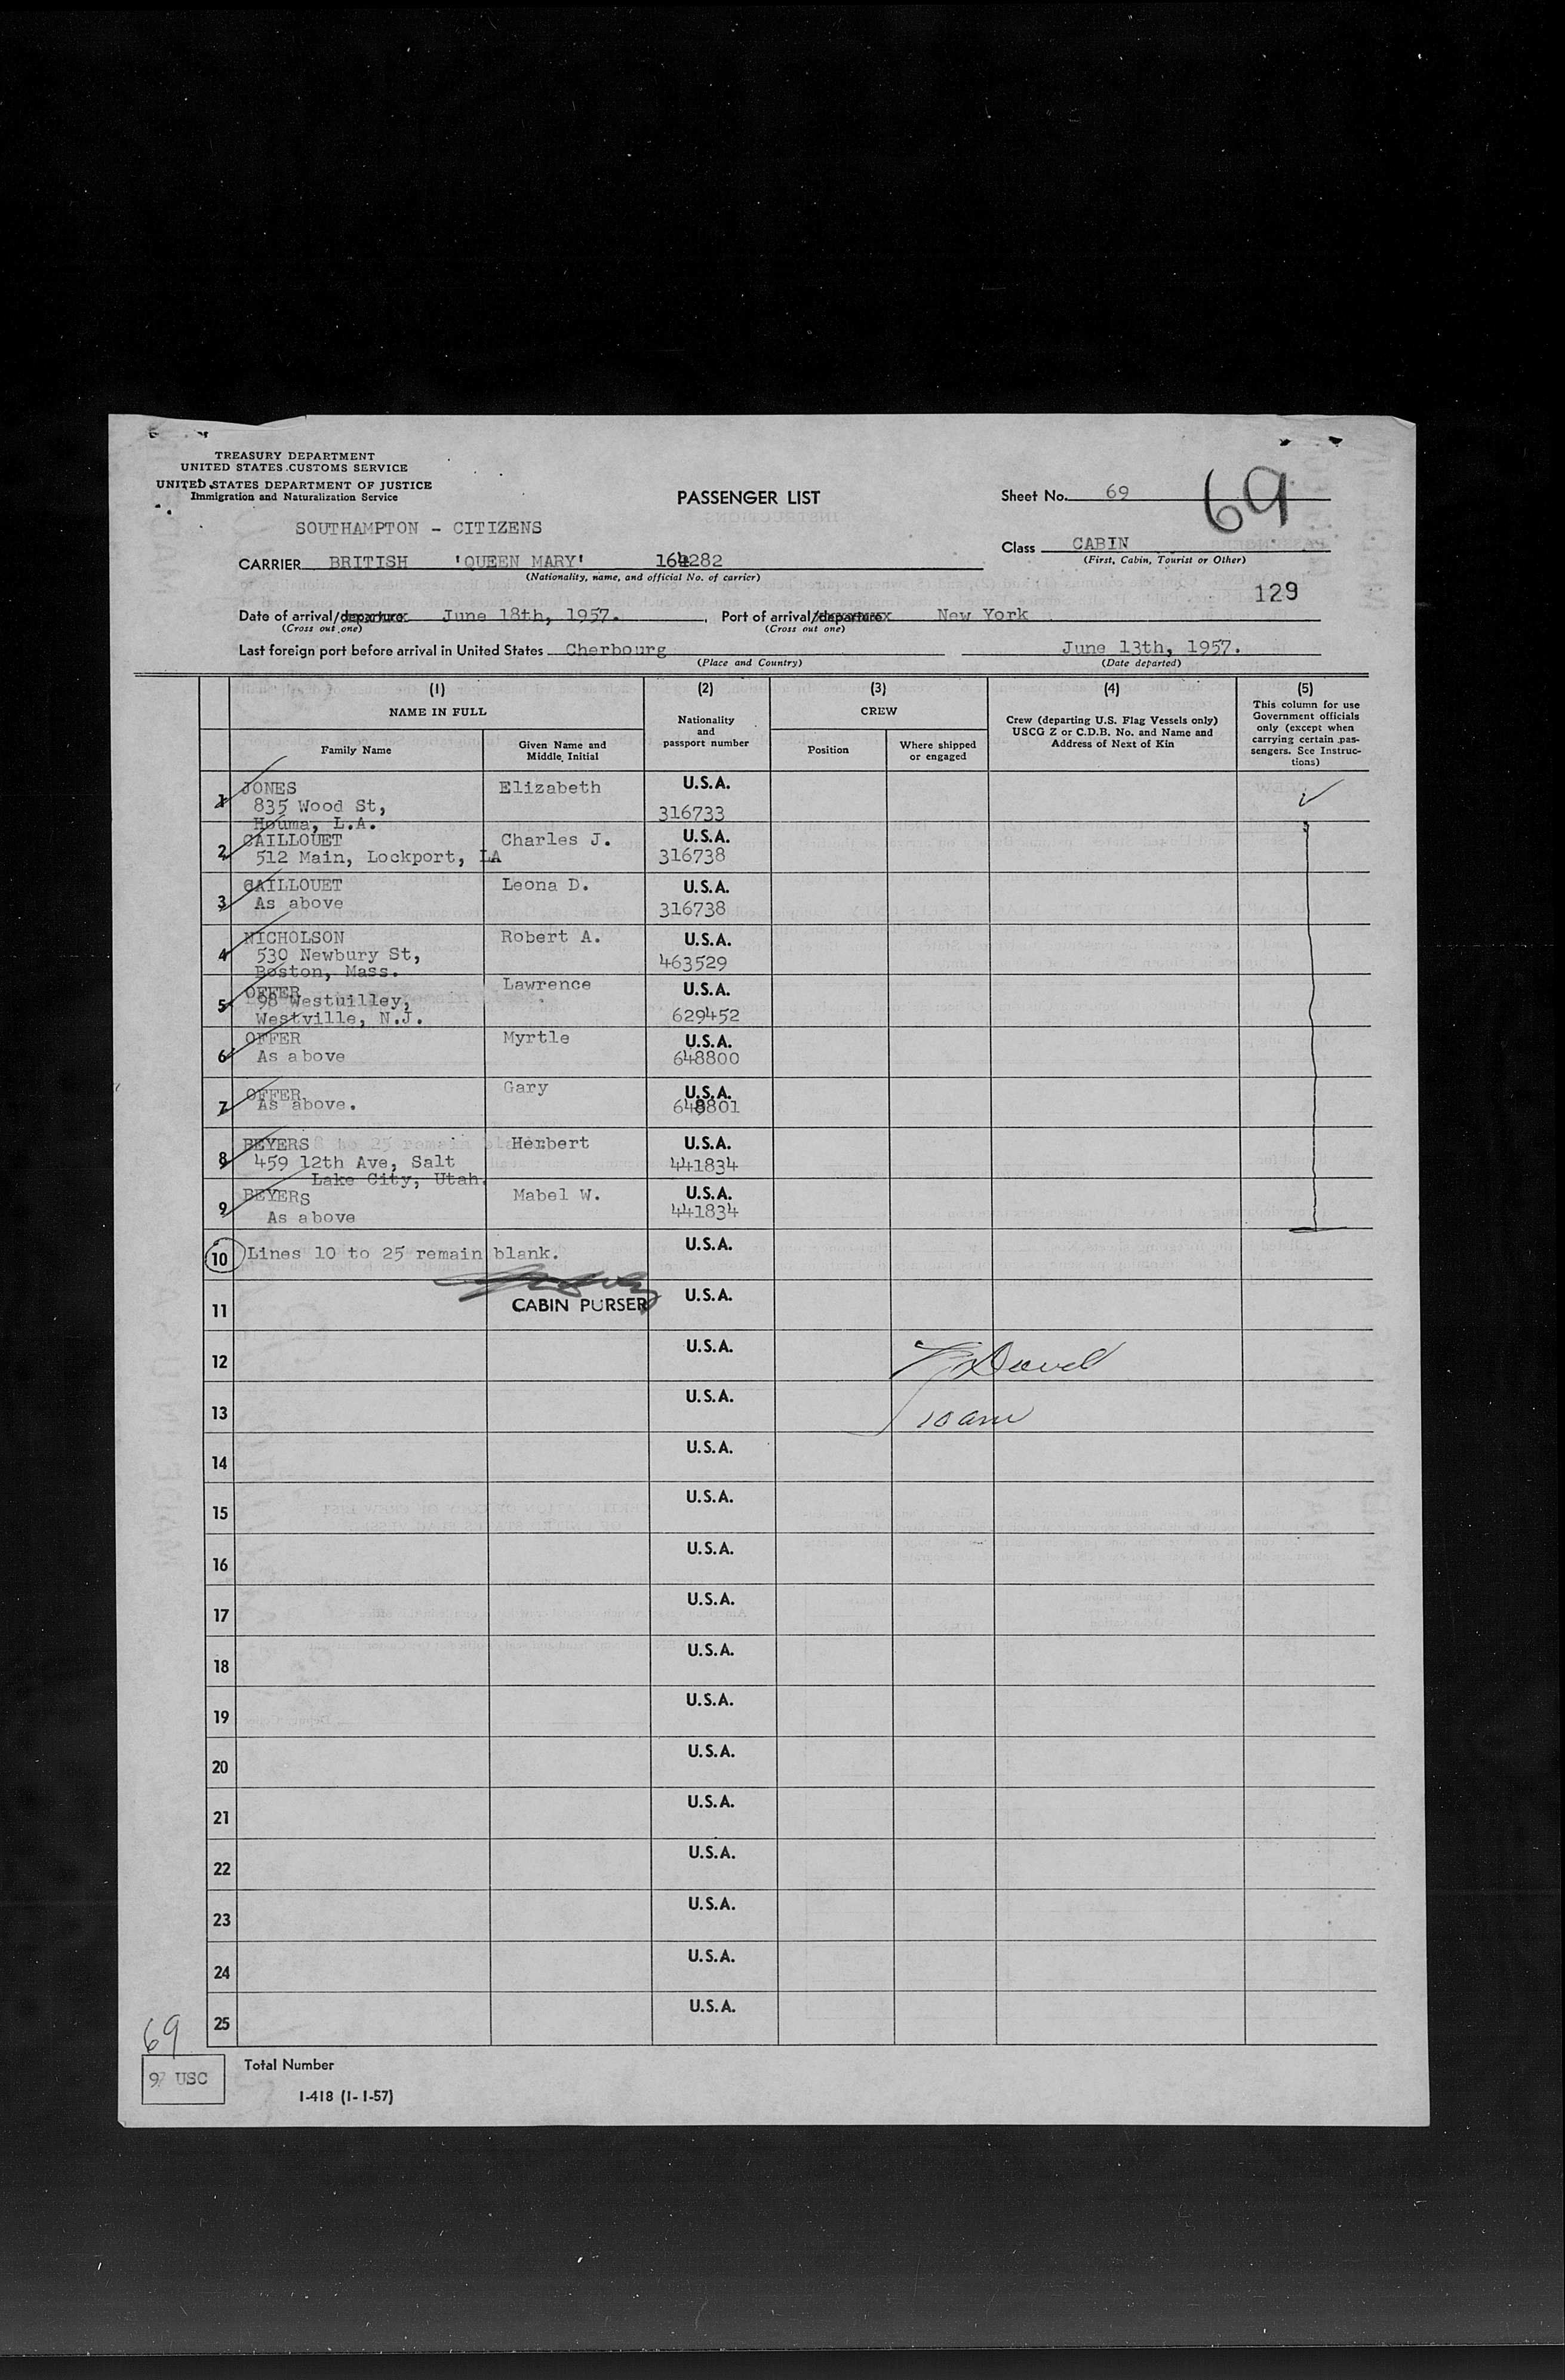 TREASURY DEPARTMENT
UNITED STATES CUSTOMS SERVICE
UNITED STATES DEPARTMENT OF JUSTICE
Immigration and Naturalization Service
PASSENGER LIST
Sheet No. 69
69
SOUTHAMPTON - CITIZENS
Class CABIN
(First, Cabin, Tourist or Other)
CARRIER BRITISH 'QUEEN MARY' 164282
(Nationality, name, and official No. of carrier)
129
Date of arrival/departure June 18th, 1957. , Port of arrival/departure New York
(Cross out one) (Cross out one)
Last foreign port before arrival in United States Cherbourg June 13th, 1957.
(Place and Country) (Date departed)
(1) (2) (3) (4) (5)
NAME IN FULL
Family Name
Given Name and Middle Initial
Nationality and passport number
CREW
Position
Where shipped or engaged
Crew (departing U.S. Flag Vessels only) USCG Z or C.D.B. No. and Name and Address of Next of Kin
This column for use Government officials only (except when carrying certain passengers. See Instructions)
1 JONES Elizabeth U.S.A.
835 Wood St, 316733
Houma, L.A.
2 CAILLOUET Charles J. U.S.A.
512 Main, Lockport, LA 316738
3 CAILLOUET Leona D. U.S.A.
As above 316738
4 NICHOLSON Robert A. U.S.A.
530 Newbury St, 463529
Boston, Mass.
5 OFFER Lawrence U.S.A.
98 Westuilley,
Westville, N.J. 629452
6 OFFER Myrtle U.S.A.
As above 648800
7 OFFER Gary U.S.A.
As above. 648801
8 BEYERS Herbert U.S.A.
459 12th Ave, Salt 441834
Lake City, Utah.
9 BEYERS Mabel W. U.S.A.
As above 441834
10 Lines 10 to 25 remain blank. U.S.A.
11 CABIN PURSER U.S.A.
12 U.S.A.
13 U.S.A. 10 am
14 U.S.A.
15 U.S.A.
16 U.S.A.
17 U.S.A.
18 U.S.A.
19 U.S.A.
20 U.S.A.
21 U.S.A.
22 U.S.A.
23 U.S.A.
24 U.S.A.
25 U.S.A.
69
9 USC
Total Number
I-418 (1-1-57)